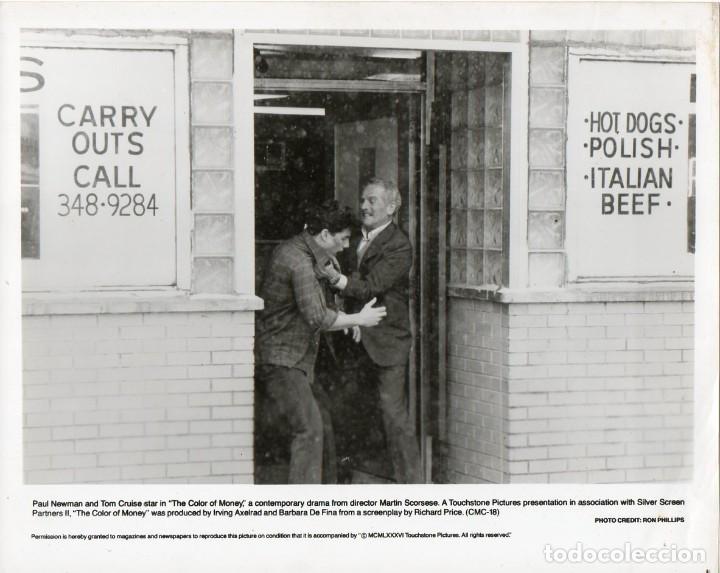 S
CARRY
OUTS
CALL
348-9284
·HOT DOGS·
·POLISH·
·ITALIAN
BEEF·
Paul Newman and Tom Cruise star in "The Color of Money," a contemporary drama from director Martin Scorsese. A Touchstone Pictures presentation in association with Silver Screen
Partners II, "The Color of Money" was produced by Irving Axelrad and Barbara De Fina from a screenplay by Richard Price. (CMC-18)
PHOTO CREDIT: RON PHILLIPS
Permission is hereby granted to magazines and newspapers to reproduce this picture on condition that it is accompanied by "© MCMLXXXVI Touchstone Pictures. All rights reserved."
todocoleccion.net